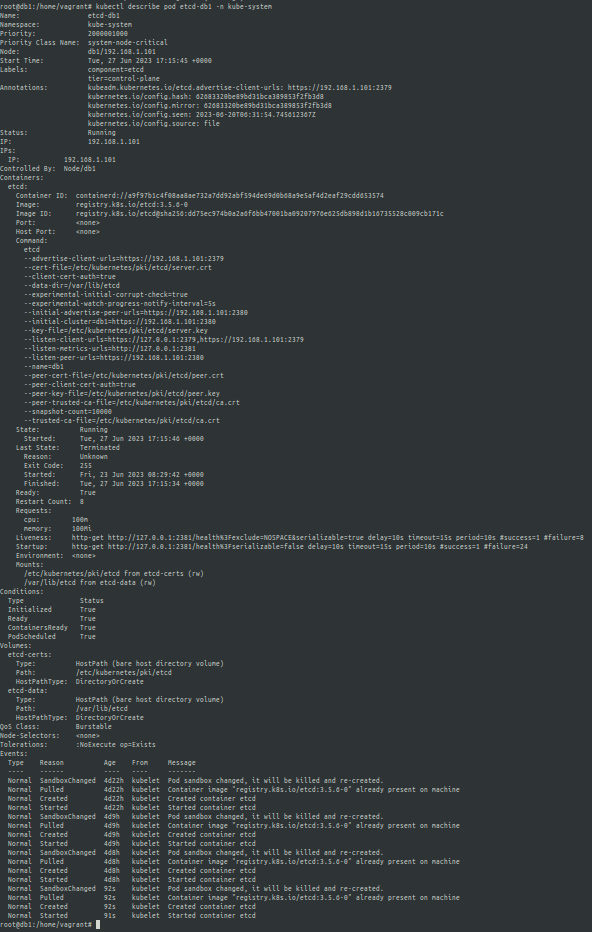 root@db1:/home/vagrant# kubectl describe pod etcd-db1 -n kube-system
Name:                 etcd-db1
Namespace:            kube-system
Priority:             2000001000
Priority Class Name:  system-node-critical
Node:                 db1/192.168.1.101
Start Time:           Tue, 27 Jun 2023 17:15:45 +0000
Labels:               component=etcd
                      tier=control-plane
Annotations:          kubeadm.kubernetes.io/etcd.advertise-client-urls: https://192.168.1.101:2379
                      kubernetes.io/config.hash: 62683320be89bd31bca389853f2fb3d8
                      kubernetes.io/config.mirror: 62683320be89bd31bca389853f2fb3d8
                      kubernetes.io/config.seen: 2023-06-20T06:31:54.745612367Z
                      kubernetes.io/config.source: file
Status:               Running
IP:                   192.168.1.101
IPs:
  IP:           192.168.1.101
Controlled By:  Node/db1
Containers:
  etcd:
    Container ID:  containerd://a9f97b1c4f08aa8ae732a7dd92abf594de69d0b68a9e5af4d2eaf29cdd653574
    Image:         registry.k8s.io/etcd:3.5.6-0
    Image ID:      registry.k8s.io/etcd@sha256:dd75ec974b0a2a6f6bb47001ba09207976e625db898d1b16735528c009cb171c
    Port:          <none>
    Host Port:     <none>
    Command:
      etcd
      --advertise-client-urls=https://192.168.1.101:2379
      --cert-file=/etc/kubernetes/pki/etcd/server.crt
      --client-cert-auth=true
      --data-dir=/var/lib/etcd
      --experimental-initial-corrupt-check=true
      --experimental-watch-progress-notify-interval=5s
      --initial-advertise-peer-urls=https://192.168.1.101:2380
      --initial-cluster=db1=https://192.168.1.101:2380
      --key-file=/etc/kubernetes/pki/etcd/server.key
      --listen-client-urls=https://127.0.0.1:2379,https://192.168.1.101:2379
      --listen-metrics-urls=http://127.0.0.1:2381
      --listen-peer-urls=https://192.168.1.101:2380
      --name=db1
      --peer-cert-file=/etc/kubernetes/pki/etcd/peer.crt
      --peer-client-cert-auth=true
      --peer-key-file=/etc/kubernetes/pki/etcd/peer.key
      --peer-trusted-ca-file=/etc/kubernetes/pki/etcd/ca.crt
      --snapshot-count=10000
      --trusted-ca-file=/etc/kubernetes/pki/etcd/ca.crt
    State:          Running
      Started:      Tue, 27 Jun 2023 17:15:46 +0000
    Last State:     Terminated
      Reason:       Unknown
      Exit Code:    255
      Started:      Fri, 23 Jun 2023 08:29:42 +0000
      Finished:     Tue, 27 Jun 2023 17:15:34 +0000
    Ready:          True
    Restart Count:  8
    Requests:
      cpu:        100m
      memory:     100Mi
    Liveness:     http-get http://127.0.0.1:2381/health%3Fexclude=NOSPACE&serializable=true delay=10s timeout=15s period=10s #success=1 #failure=8
    Startup:      http-get http://127.0.0.1:2381/health%3Fserializable=false delay=10s timeout=15s period=10s #success=1 #failure=24
    Environment:  <none>
    Mounts:
      /etc/kubernetes/pki/etcd from etcd-certs (rw)
      /var/lib/etcd from etcd-data (rw)
Conditions:
  Type              Status
  Initialized       True
  Ready             True
  ContainersReady   True
  PodScheduled      True
Volumes:
  etcd-certs:
    Type:          HostPath (bare host directory volume)
    Path:          /etc/kubernetes/pki/etcd
    HostPathType:  DirectoryOrCreate
  etcd-data:
    Type:          HostPath (bare host directory volume)
    Path:          /var/lib/etcd
    HostPathType:  DirectoryOrCreate
QoS Class:         Burstable
Node-Selectors:    <none>
Tolerations:       :NoExecute op=Exists
Events:
  Type    Reason          Age    From     Message
  ----    ------          ----   ----     -------
  Normal  SandboxChanged  4d22h  kubelet  Pod sandbox changed, it will be killed and re-created.
  Normal  Pulled          4d22h  kubelet  Container image "registry.k8s.io/etcd:3.5.6-0" already present on machine
  Normal  Created         4d22h  kubelet  Created container etcd
  Normal  Started         4d22h  kubelet  Started container etcd
  Normal  SandboxChanged  4d9h   kubelet  Pod sandbox changed, it will be killed and re-created.
  Normal  Pulled          4d9h   kubelet  Container image "registry.k8s.io/etcd:3.5.6-0" already present on machine
  Normal  Created         4d9h   kubelet  Created container etcd
  Normal  Started         4d9h   kubelet  Started container etcd
  Normal  SandboxChanged  4d8h   kubelet  Pod sandbox changed, it will be killed and re-created.
  Normal  Pulled          4d8h   kubelet  Container image "registry.k8s.io/etcd:3.5.6-0" already present on machine
  Normal  Created         4d8h   kubelet  Created container etcd
  Normal  Started         4d8h   kubelet  Started container etcd
  Normal  SandboxChanged  92s    kubelet  Pod sandbox changed, it will be killed and re-created.
  Normal  Pulled          92s    kubelet  Container image "registry.k8s.io/etcd:3.5.6-0" already present on machine
  Normal  Created         92s    kubelet  Created container etcd
  Normal  Started         91s    kubelet  Started container etcd
root@db1:/home/vagrant#